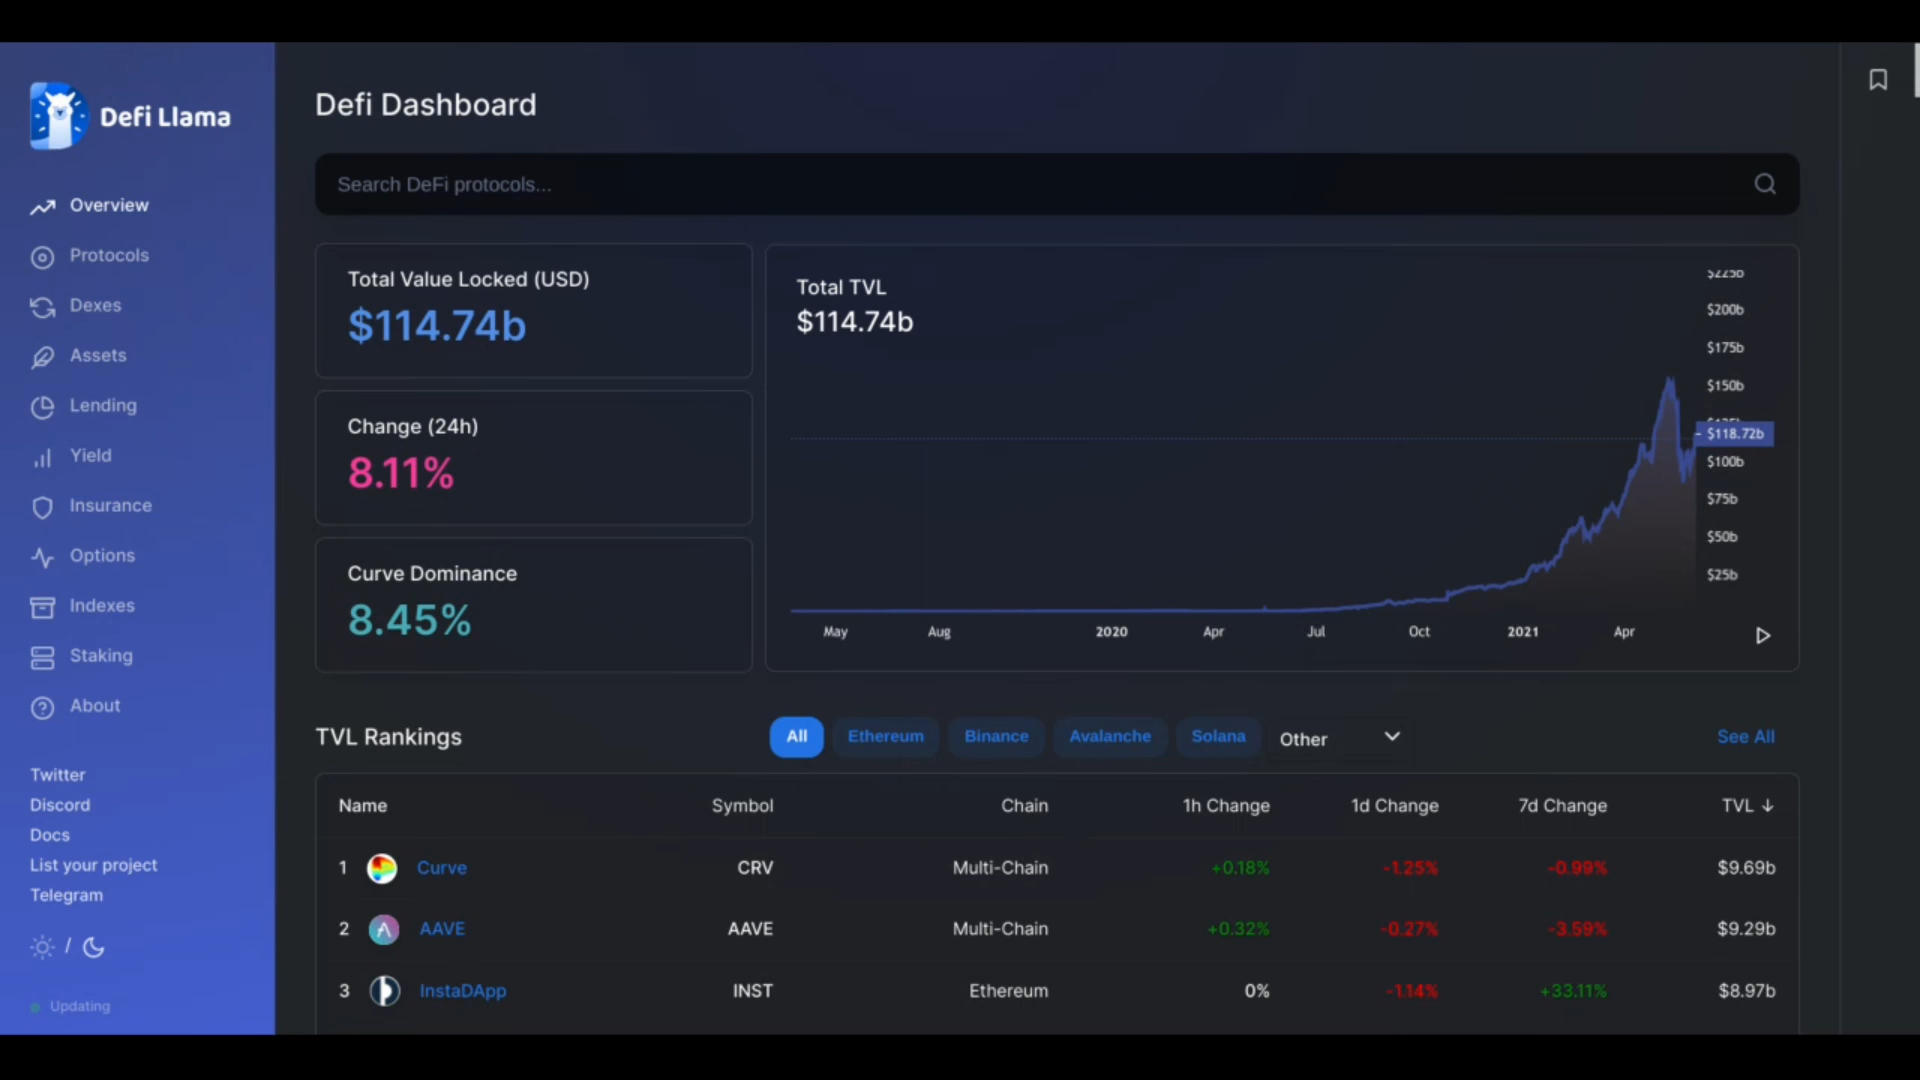 Defi Llama
Overview
Protocols
Dexes
Assets
Lending
Yield
Insurance
Options
Indexes
Staking
About
Twitter
Discord
Docs
List your project
Telegram
/
Updating
Defi Dashboard
Search DeFi protocols...
Total Value Locked (USD)
$114.74b
Change (24h)
8.11%
Curve Dominance
8.45%
Total TVL
$114.74b
$225b
$200b
$175b
$150b
$118.72b
$100b
$75b
$50b
$25b
May Aug 2020 Apr Jul Oct 2021 Apr
TVL Rankings
All Ethereum Binance Avalanche Solana Other
See All
Name Symbol Chain 1h Change 1d Change 7d Change TVL ↓
1 Curve CRV Multi-Chain +0.18% -1.25% -0.99% $9.69b
2 AAVE AAVE Multi-Chain +0.32% -0.27% -3.59% $9.29b
3 InstaDApp INST Ethereum 0% -1.14% +33.11% $8.97b